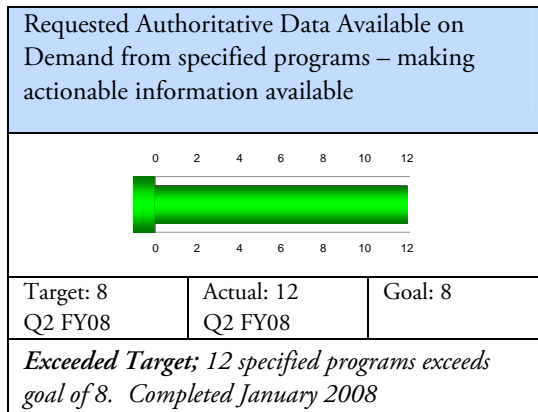 Requested Authoritative Data Available on
Demand from specified programs – making
actionable information available
0 2 4 6 8 10 12
0 2 4 6 8 10 12
Target: 8
Q2 FY08
Actual: 12
Q2 FY08
Goal: 8
Exceeded Target; 12 specified programs exceeds
goal of 8. Completed January 2008